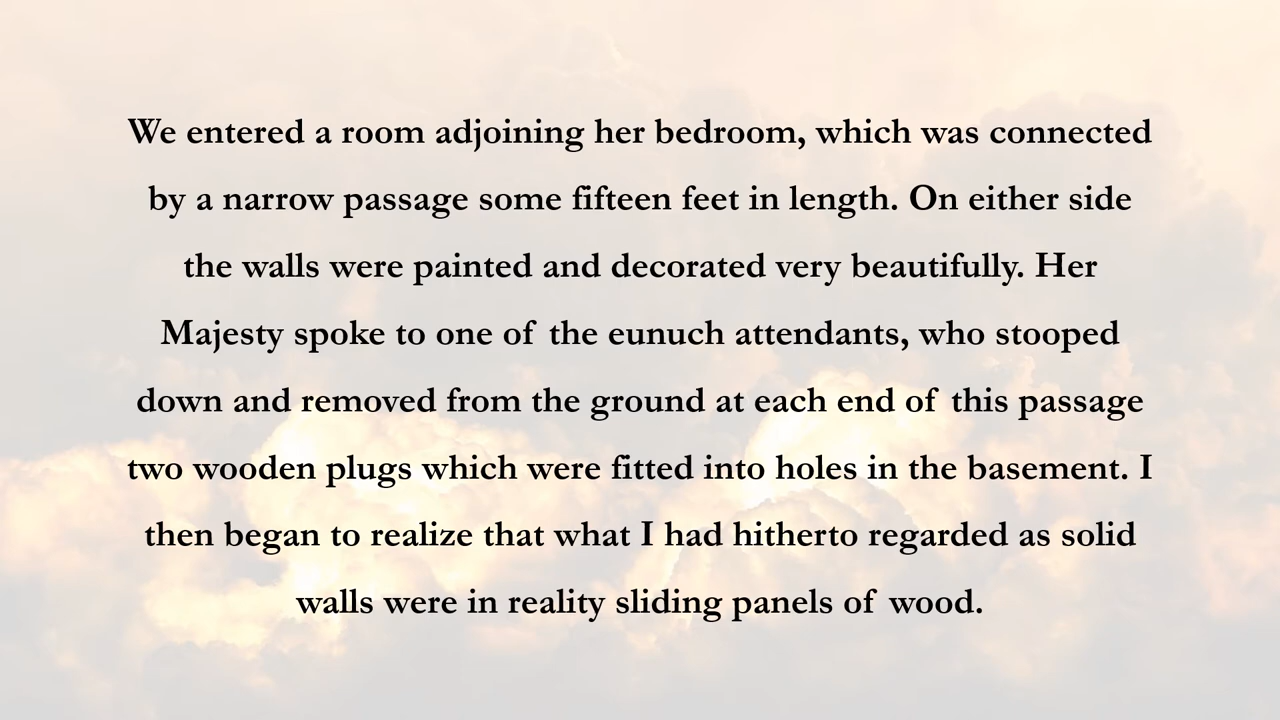 We entered a room adjoining her bedroom, which was connected
by a narrow passage some fifteen feet in length. On either side
the walls were painted and decorated very beautifully. Her
Majesty spoke to one of the eunuch attendants, who stooped
down and removed from the ground at each end of this passage
two wooden plugs which were fitted into holes in the basement. I
then began to realize that what I had hitherto regarded as solid
walls were in reality sliding panels of wood.